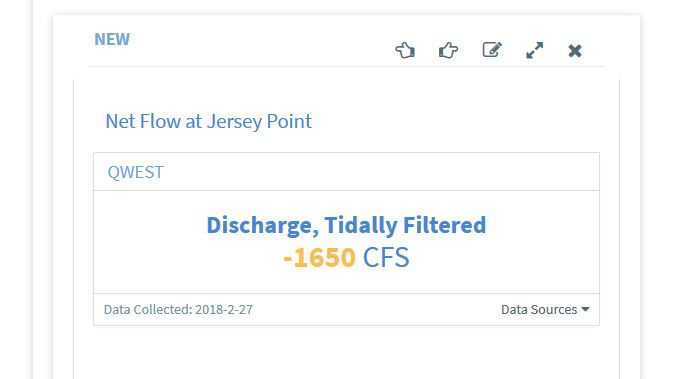 NEW
Net Flow at Jersey Point
QWEST
Discharge, Tidally Filtered
-1650 CFS
Data Collected: 2018-2-27 Data Sources